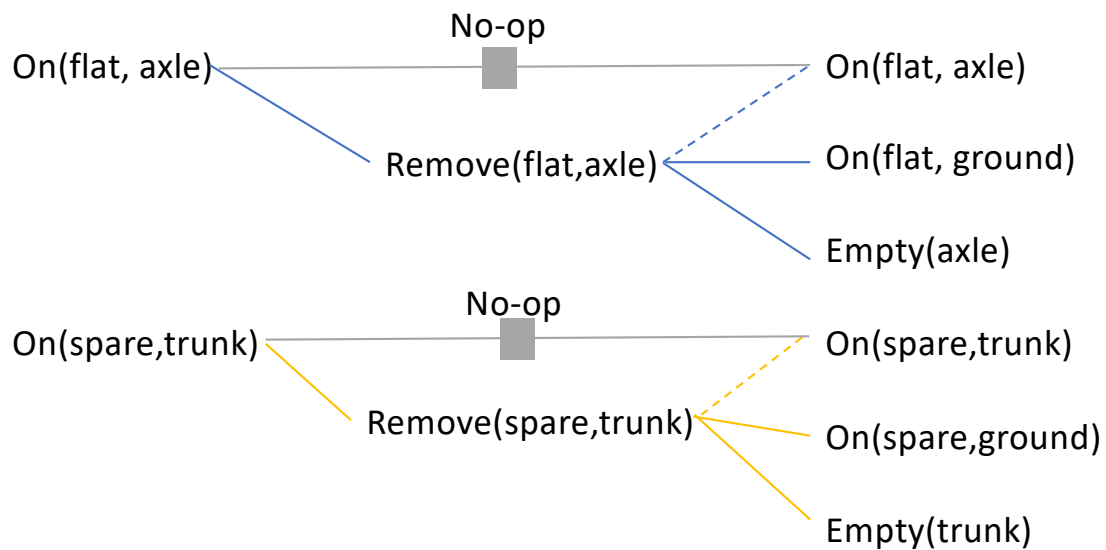 No-op
On(flat, axle)
On(flat, axle)
Remove(flat,axle)
On(flat, ground)
Empty(axle)
No-op
On(spare,trunk)
On(spare,trunk)
Remove(spare,trunk)
On(spare,ground)
Empty(trunk)